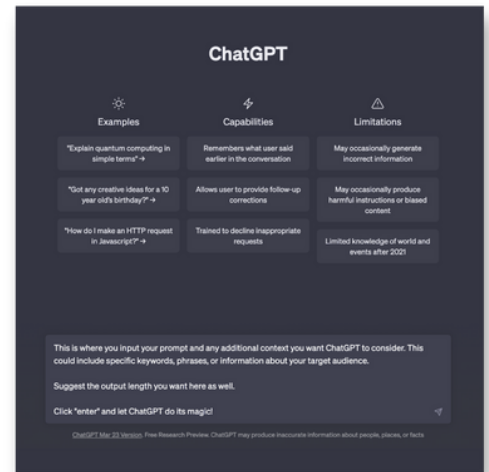 ChatGPT
Examples
Capabilities
Limitations
"Explain quantum computing in
simple terms" →
Remembers what user said
earlier in the conversation
May occasionally generate
incorrect information
"Got any creative ideas for a 10
year old's birthday?" →
Allows user to provide follow-up
corrections
May occasionally produce
harmful instructions or biased
content
"How do I make an HTTP request
in Javascript?" →
Trained to decline inappropriate
requests
Limited knowledge of world and
events after 2021
This is where you input your prompt and any additional context you want ChatGPT to consider. This
could include specific keywords, phrases, or information about your target audience.
Suggest the output length you want here as well.
Click "enter" and let ChatGPT do its magic!
ChatGPT Mar 23 Version. Free Research Preview. ChatGPT may produce inaccurate information about people, places, or facts